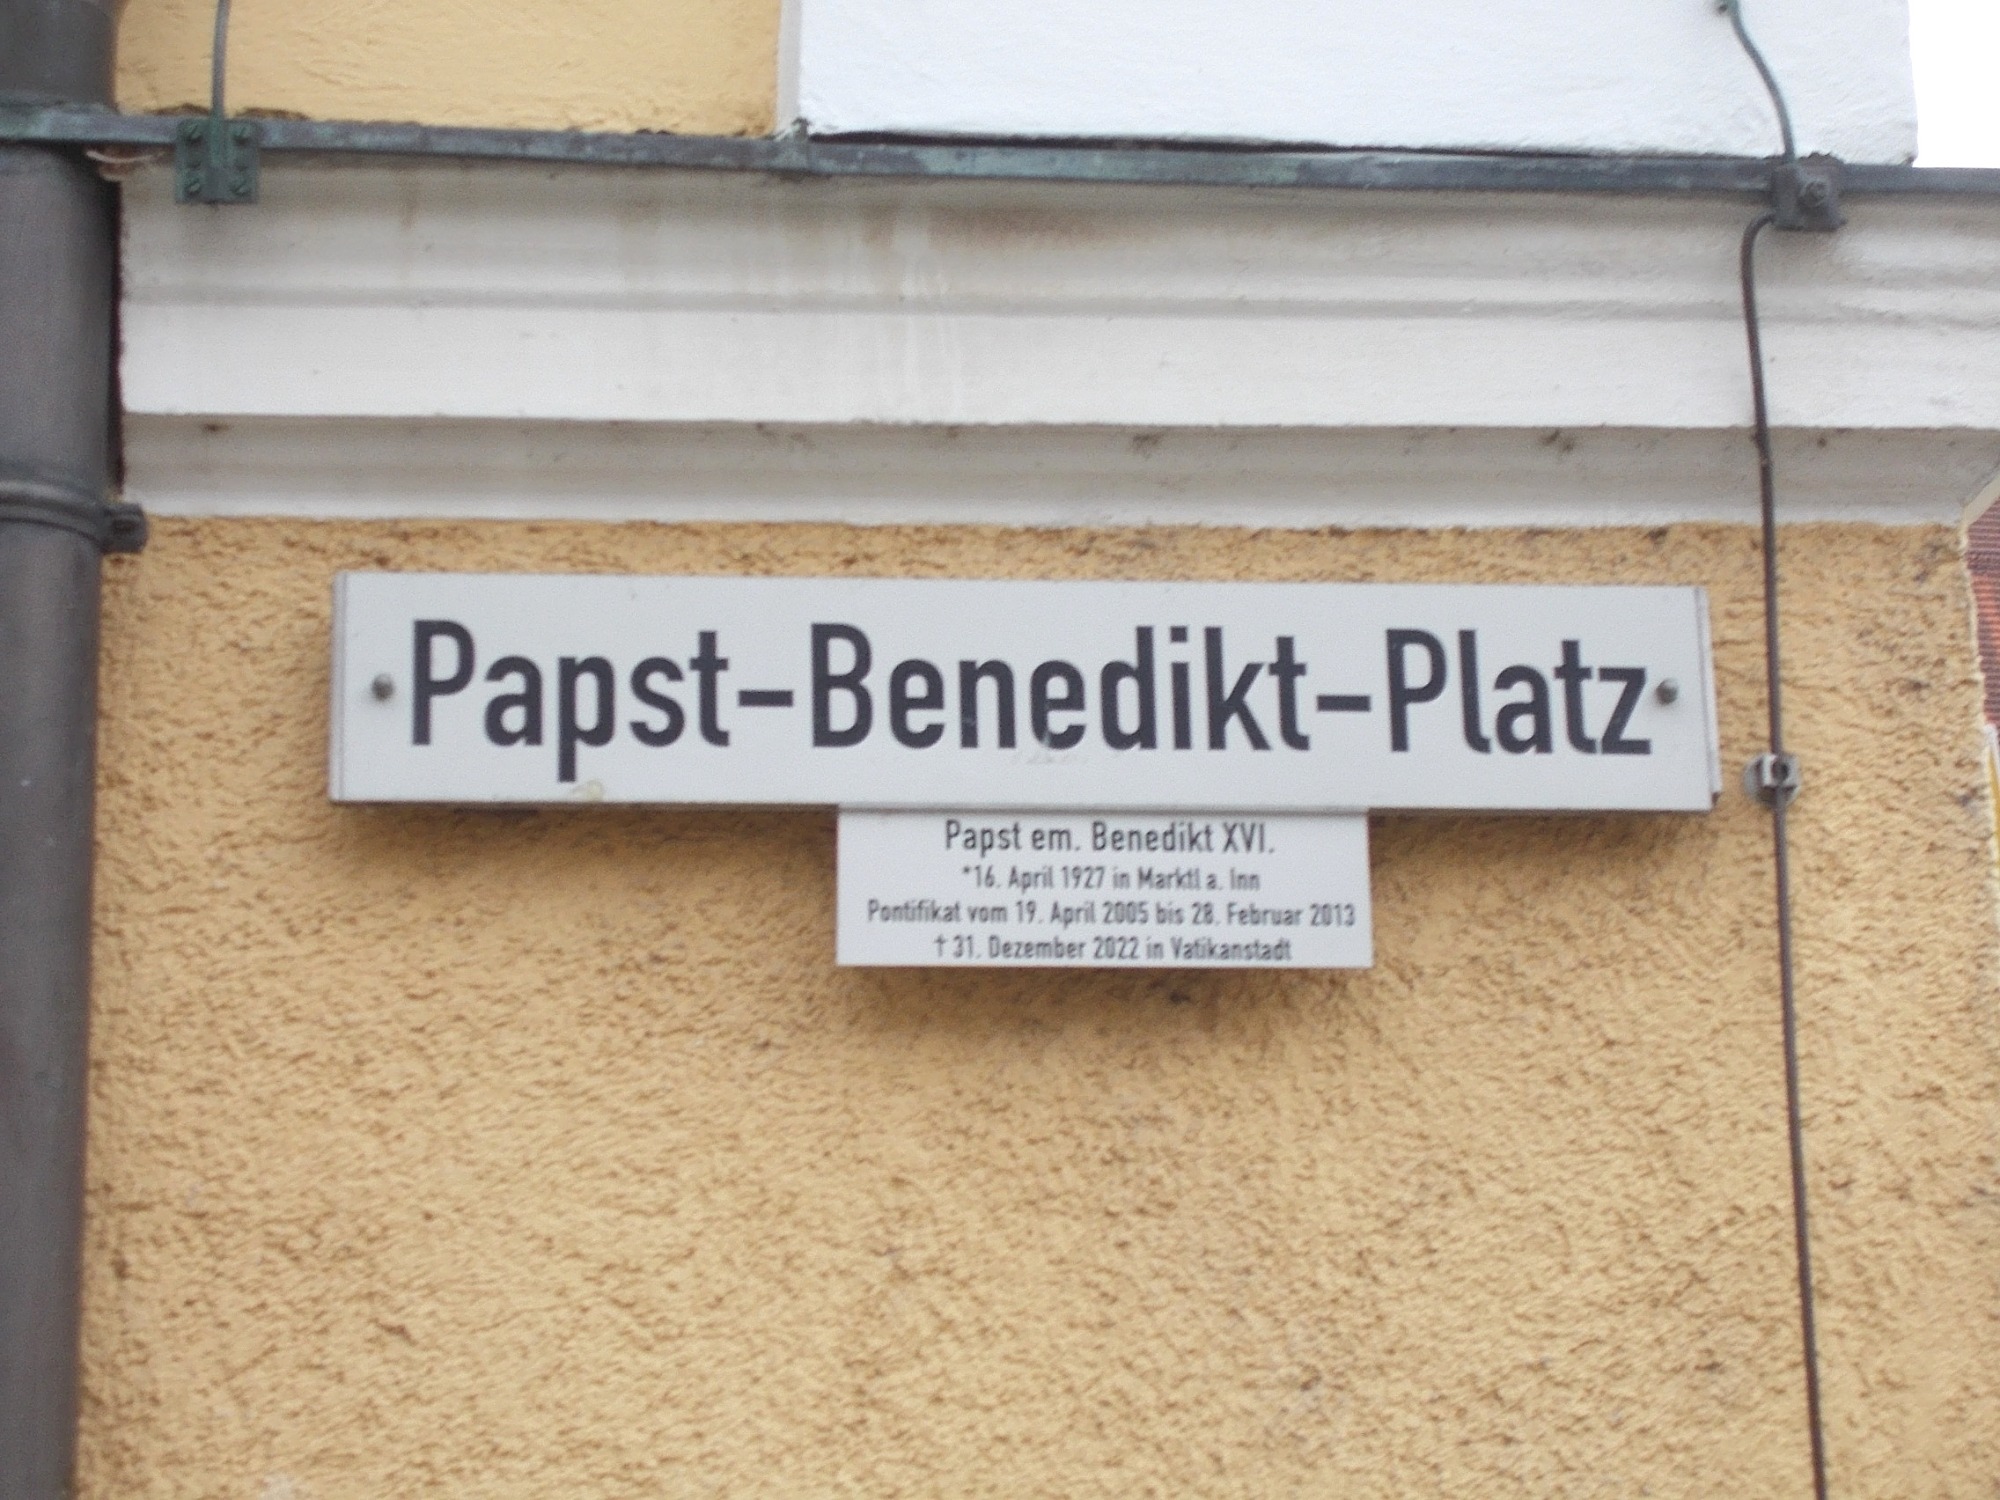 Papst-Benedikt-Platz
Papst em. Benedikt XVI.
*16. April 1927 in Marktl a. Inn
Pontifikat vom 19. April 2005 bis 28. Februar 2013
† 31. Dezember 2022 in Vatikanstadt